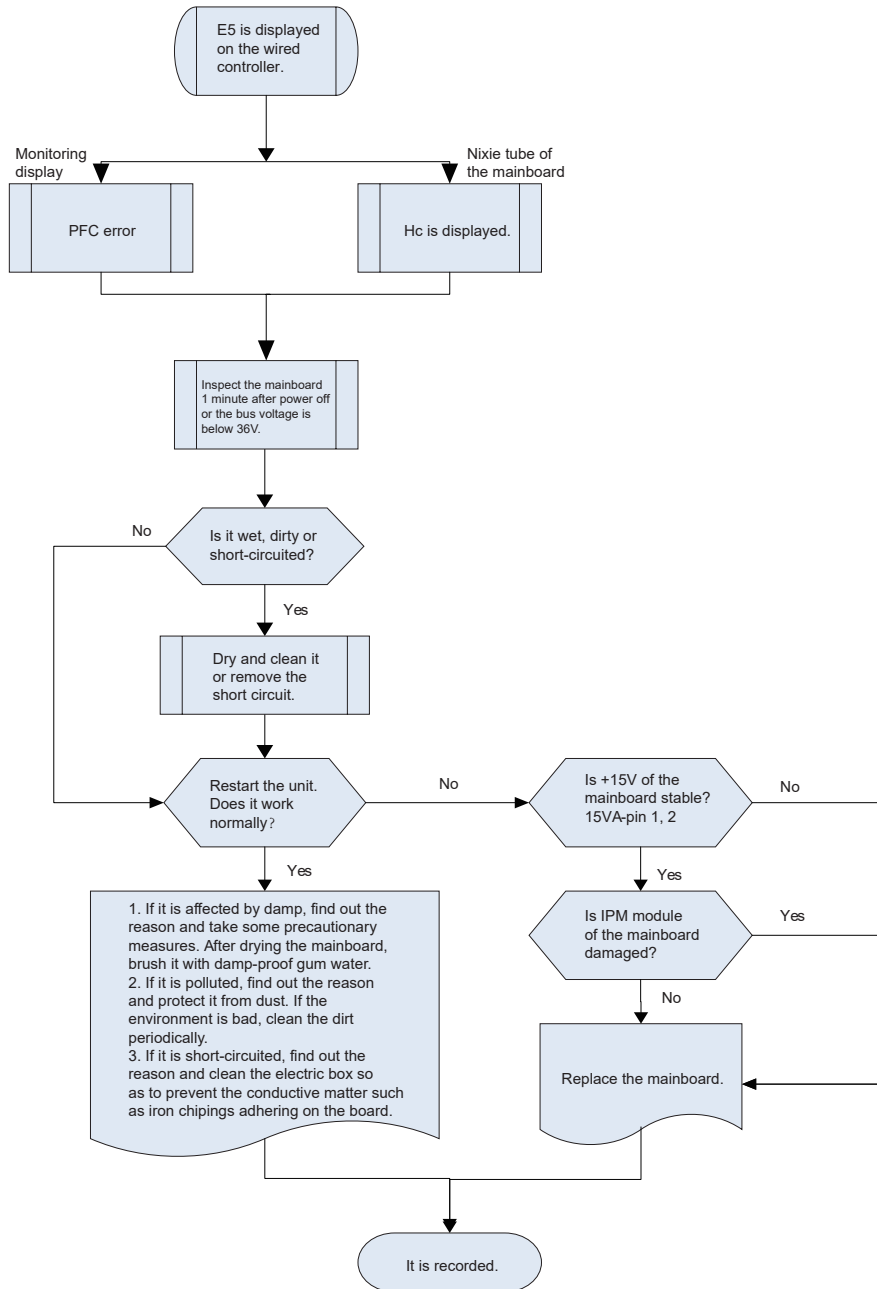 E5 is displayed
on the wired
controller.
Monitoring
display
Nixie tube of
the mainboard
PFC error
Hc is displayed.
Inspect the mainboard
1 minute after power off
or the bus voltage is
below 36V.
No
Is it wet, dirty or
short-circuited?
Yes
Dry and clean it
or remove the
short circuit.
Restart the unit.
Does it work
normally?
No
Is +15V of the
mainboard stable?
15VA-pin 1, 2
No
Yes
Yes
1. If it is affected by damp, find out the
reason and take some precautionary
measures. After drying the mainboard,
brush it with damp-proof gum water.
2. If it is polluted, find out the reason
and protect it from dust. If the
environment is bad, clean the dirt
periodically.
3. If it is short-circuited, find out the
reason and clean the electric box so
as to prevent the conductive matter such
as iron chipings adhering on the board.
Is IPM module
of the mainboard
damaged?
Yes
No
Replace the mainboard.
It is recorded.